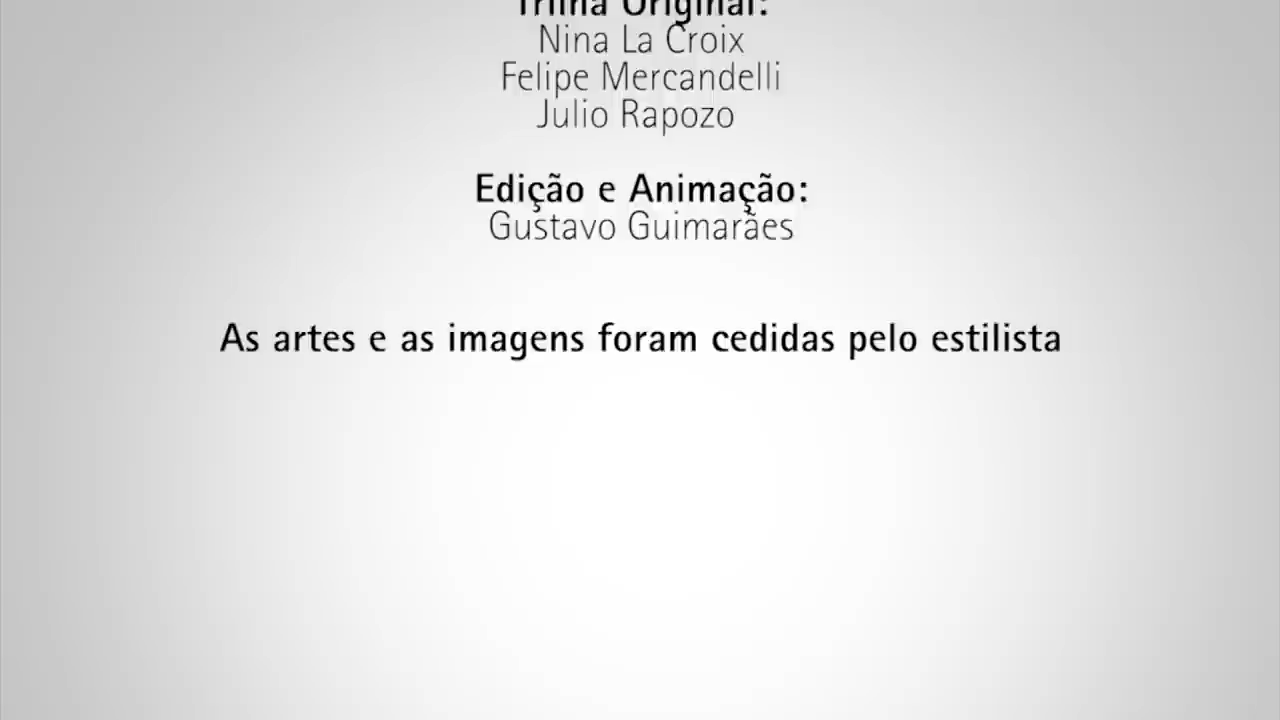 Trilha Original:
Nina La Croix
Felipe Mercandelli
Julio Rapozo
Edição e Animação:
Gustavo Guimarães
As artes e as imagens foram cedidas pelo estilista